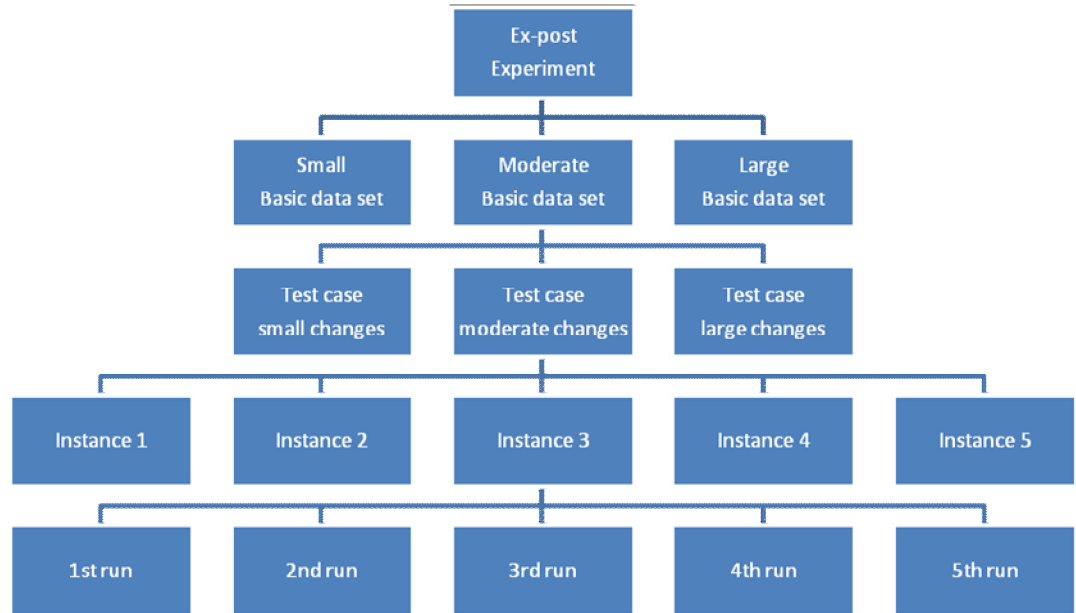 Ex-post
Experiment
Small
Basic data set
Moderate
Basic data set
Large
Basic data set
Test case
small changes
Test case
moderate changes
Test case
large changes
Instance 1
Instance 2
Instance 3
Instance 4
Instance 5
1st run
2nd run
3rd run
4th run
5th run